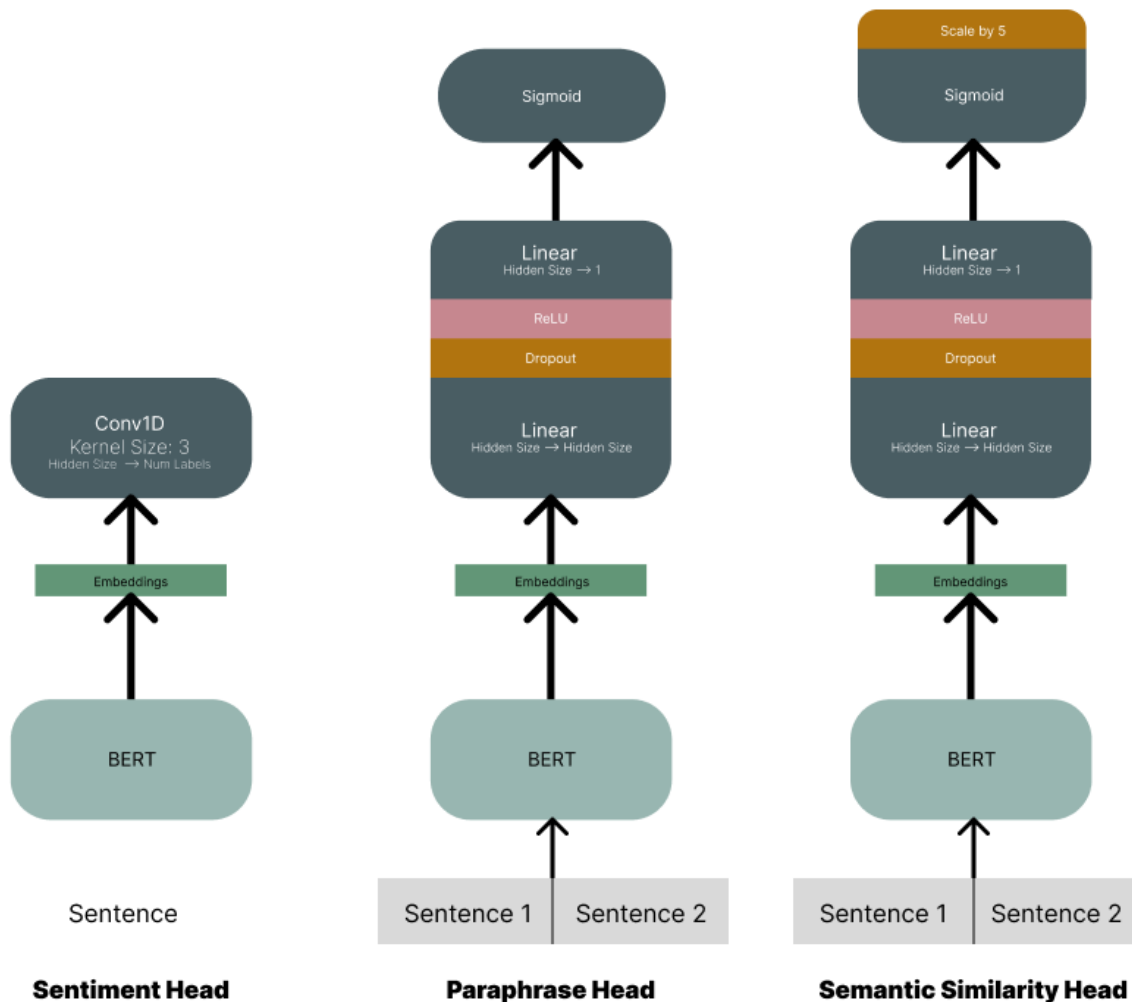 Conv1D
Kernel Size: 3
Hidden Size → Num Labels
Embeddings
BERT
Sentence
Sentiment Head
Sigmoid
Linear
Hidden Size → 1
ReLU
Dropout
Linear
Hidden Size → Hidden Size
Embeddings
BERT
Sentence 1 Sentence 2
Paraphrase Head
Scale by 5
Sigmoid
Linear
Hidden Size → 1
ReLU
Dropout
Linear
Hidden Size → Hidden Size
Embeddings
BERT
Sentence 1 Sentence 2
Semantic Similarity Head